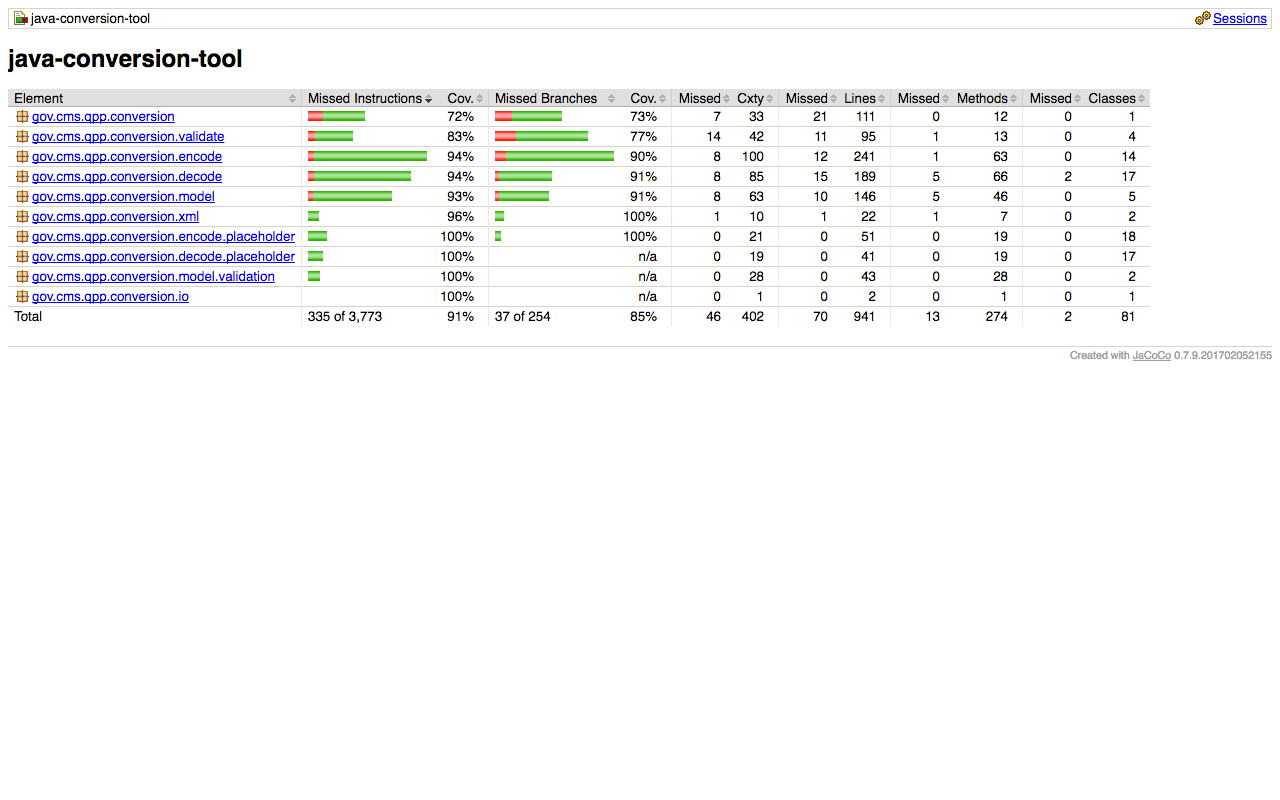 java-conversion-tool Sessions
java-conversion-tool
Element Missed Instructions Cov. Missed Branches Cov. Missed Cxty Missed Lines Missed Methods Missed Classes
gov.cms.qpp.conversion 72% 73% 7 33 21 111 0 12 0 1
gov.cms.qpp.conversion.validate 83% 77% 14 42 11 95 1 13 0 4
gov.cms.qpp.conversion.encode 94% 90% 8 100 12 241 1 63 0 14
gov.cms.qpp.conversion.decode 94% 91% 8 85 15 189 5 66 2 17
gov.cms.qpp.conversion.model 93% 91% 8 63 10 146 5 46 0 5
gov.cms.qpp.conversion.xml 96% 100% 1 10 1 22 1 7 0 2
gov.cms.qpp.conversion.encode.placeholder 100% 100% 0 21 0 51 0 19 0 18
gov.cms.qpp.conversion.decode.placeholder 100% n/a 0 19 0 41 0 19 0 17
gov.cms.qpp.conversion.model.validation 100% n/a 0 28 0 43 0 28 0 2
gov.cms.qpp.conversion.io 100% n/a 0 1 0 2 0 1 0 1
Total 335 of 3,773 91% 37 of 254 85% 46 402 70 941 13 274 2 81
Created with JaCoCo 0.7.9.201702052155